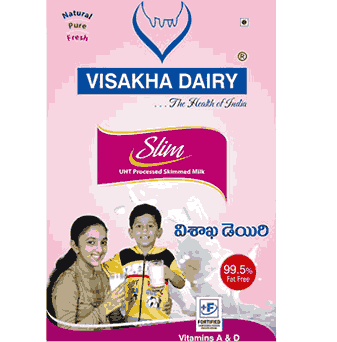 Natural
Pure
Fresh
VISAKHA DAIRY
®
...The Health of India
Slim
UHT Processed Skimmed Milk
విశాఖ డెయిరి
99.5%
Fat Free
+F
FORTIFIED
Vitamins A & D